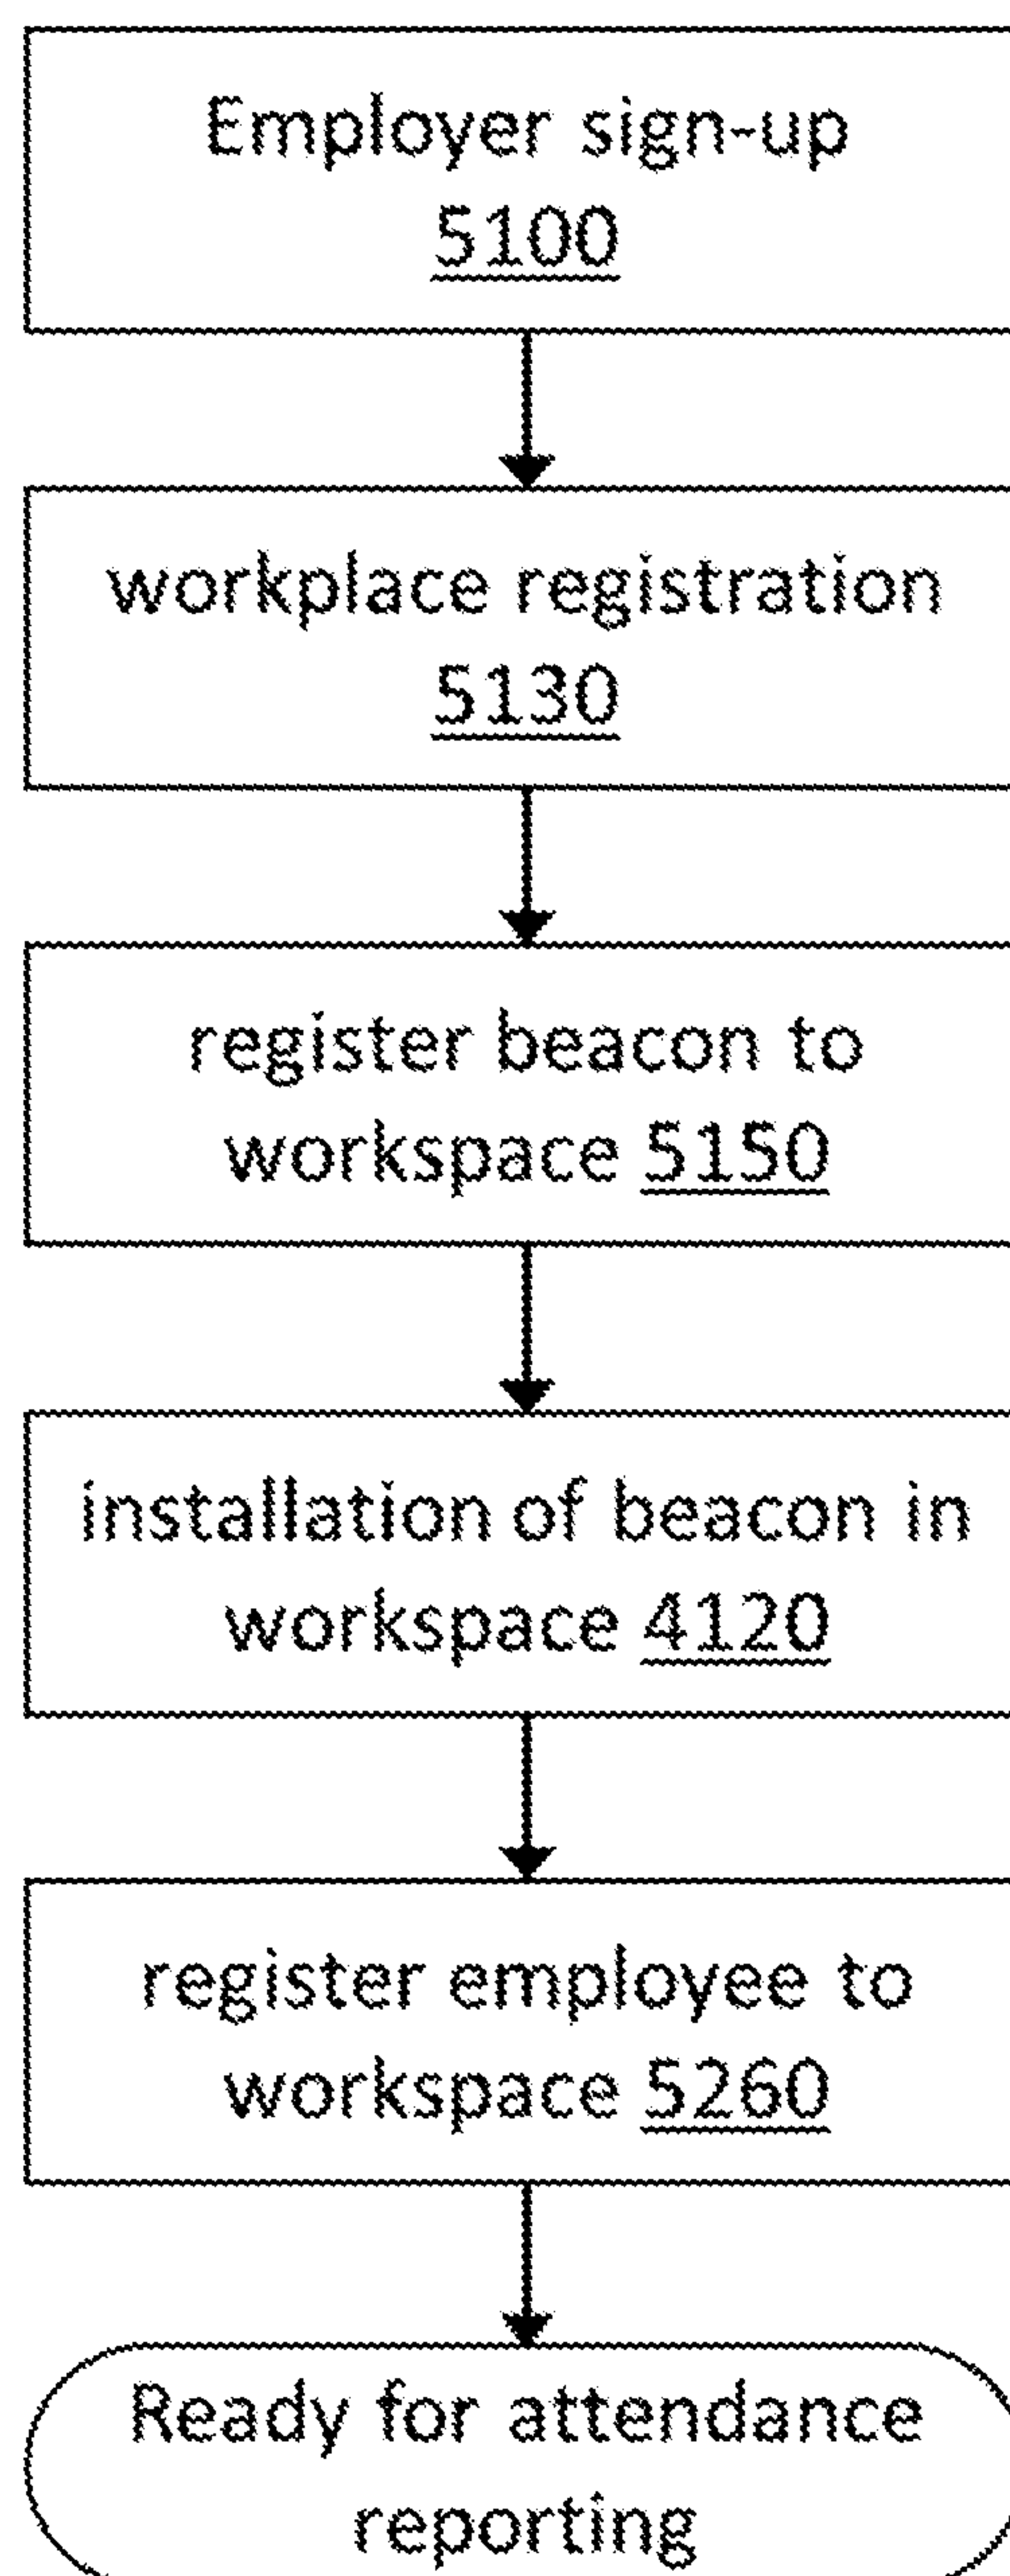 Employer sign-up
5100
workplace registration
5130
register beacon to
workspace 5150
installation of beacon in
workspace 4120
register employee to
workspace 5260
Ready for attendance
reporting